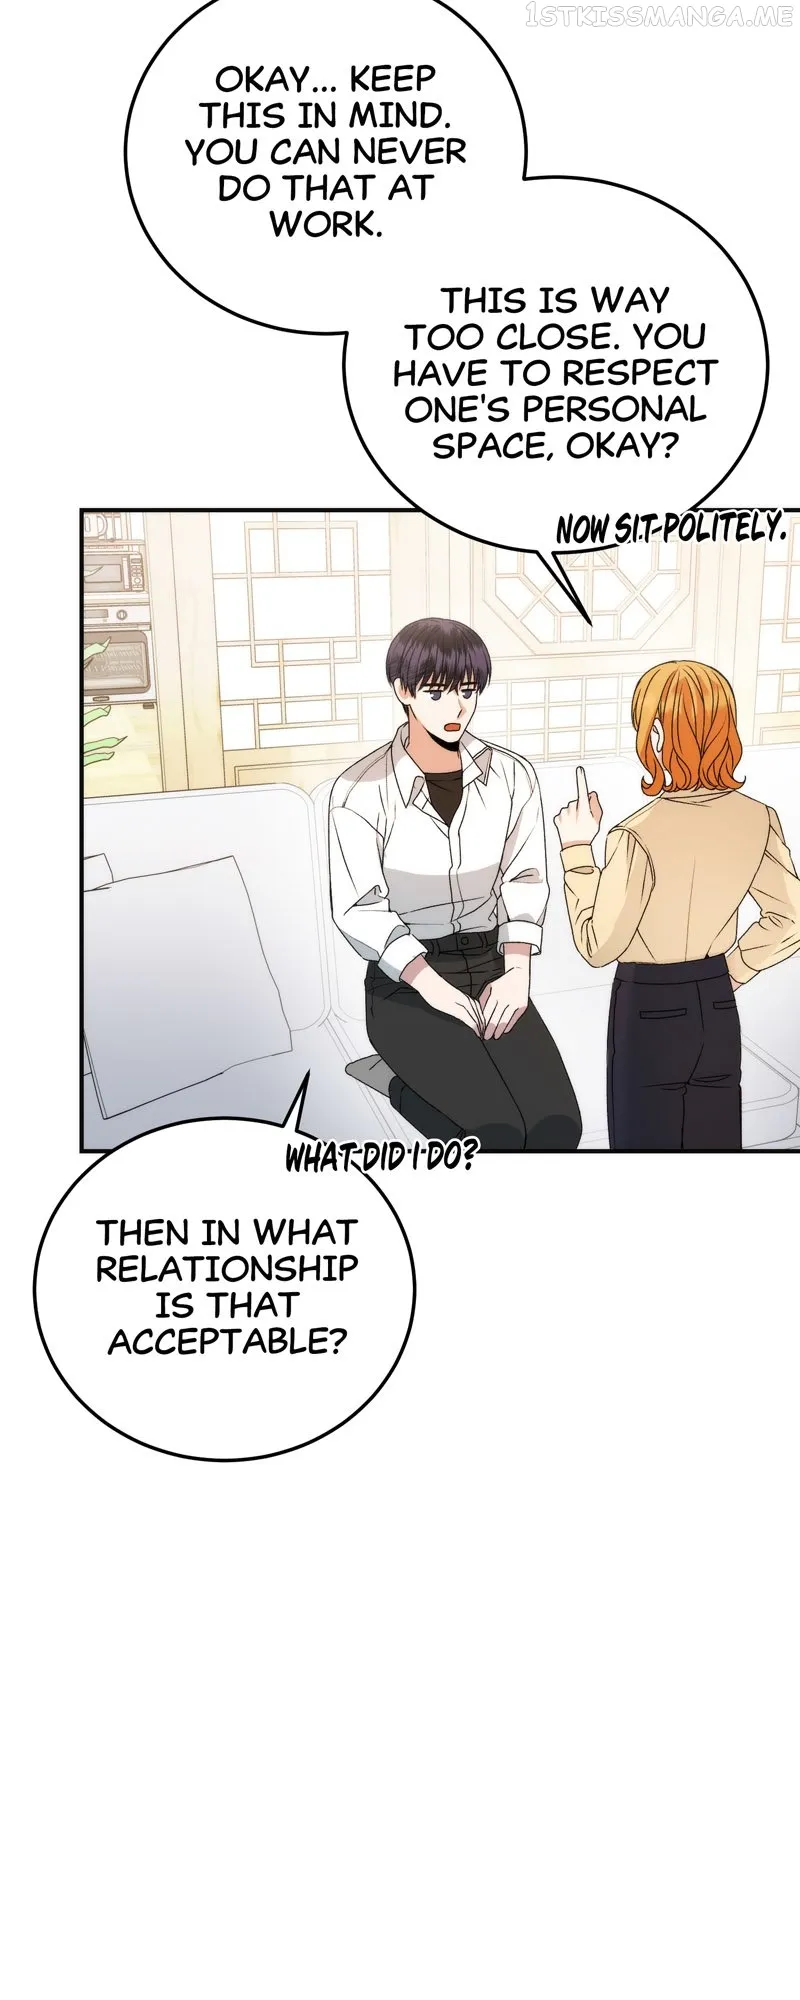 1STKISSMANGA.ME
OKAY... KEEP
THIS IN MIND.
YOU CAN NEVER
DO THAT AT
WORK.
THIS IS WAY
TOO CLOSE. YOU
HAVE TO RESPECT
ONE'S PERSONAL
SPACE, OKAY?
NOW SIT POLITELY.
WHAT DID I DO?
THEN IN WHAT
RELATIONSHIP
IS THAT
ACCEPTABLE?